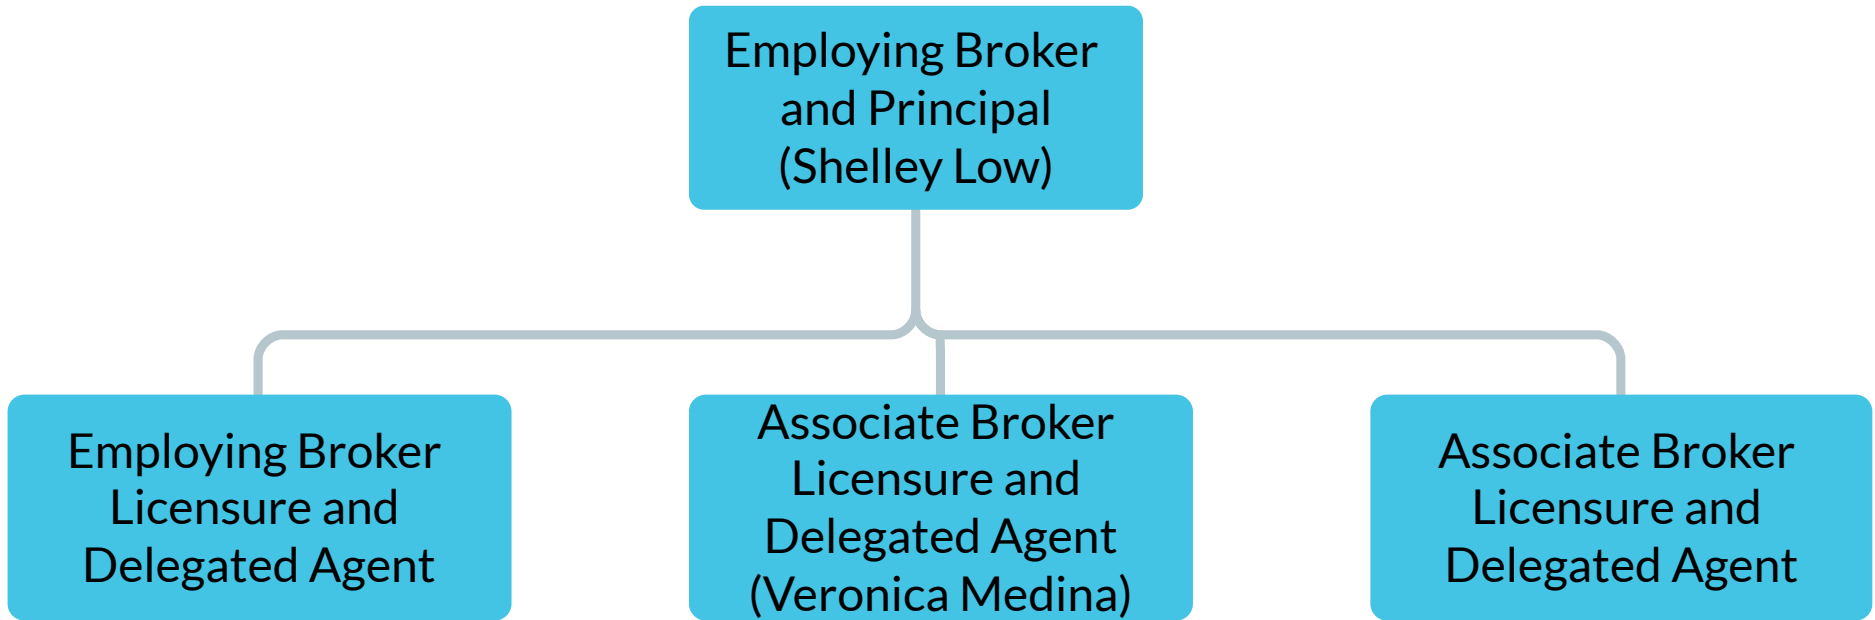 Employing Broker
and Principal
(Shelley Low)
Employing Broker
Licensure and
Delegated Agent
Associate Broker
Licensure and
Delegated Agent
(Veronica Medina)
Associate Broker
Licensure and
Delegated Agent